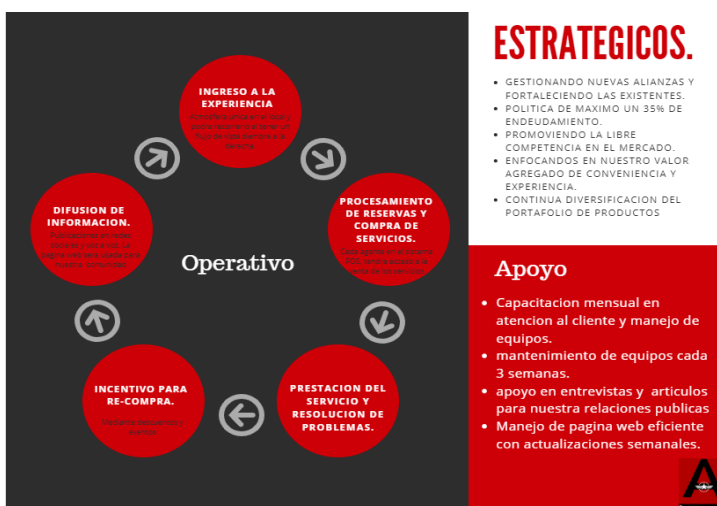 INGRESO A LA
EXPERIENCIA
PROCESAMIENTO
DE RESERVAS Y
COMPRA DE
SERVICIOS.
PRESTACION DEL
SERVICIO Y
RESOLUCION DE
PROBLEMAS.
INCENTIVO PARA
RE-COMPRA.
DIFUSION DE
INFORMACION.
Operativo
ESTRATEGICOS.
GESTIONANDO NUEVAS ALIANZAS Y
FORTALECIENDO LAS EXISTENTES.
POLITICA DE MAXIMO UN 35% DE
ENDEUDAMIENTO.
PROMOVIENDO LA LIBRE
COMPETENCIA EN EL MERCADO.
ENFOCANDOS EN NUESTRO VALOR
AGREGADO DE CONVENIENCIA Y
EXPERIENCIA.
CONTINUA DIVERSIFICACION DEL
PORTAFOLIO DE PRODUCTOS
Apoyo
Capacitacion mensual en
atencion al cliente y manejo de
equipos.
mantenimiento de equipos cada
3 semanas.
apoyo en entrevistas y articulos
para nuestra relaciones publicas
Manejo de pagina web eficiente
con actualizaciones semanales.